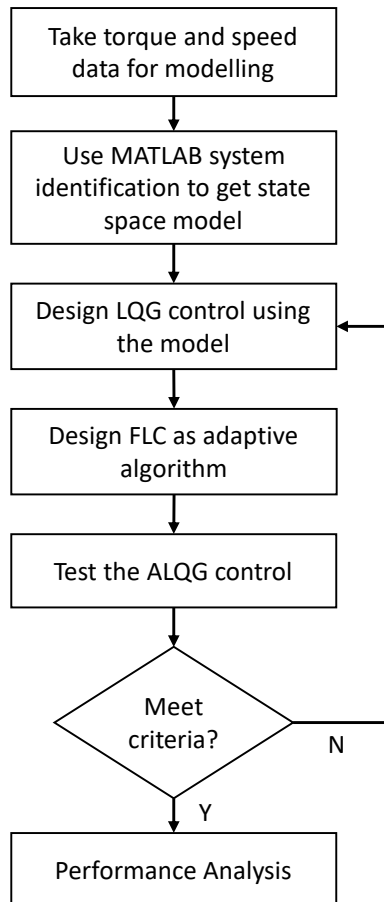 Take torque and speed
data for modelling
Use MATLAB system
identification to get state
space model
Design LQG control using
the model
Design FLC as adaptive
algorithm
Test the ALQG control
Meet
criteria?
N
Y
Performance Analysis